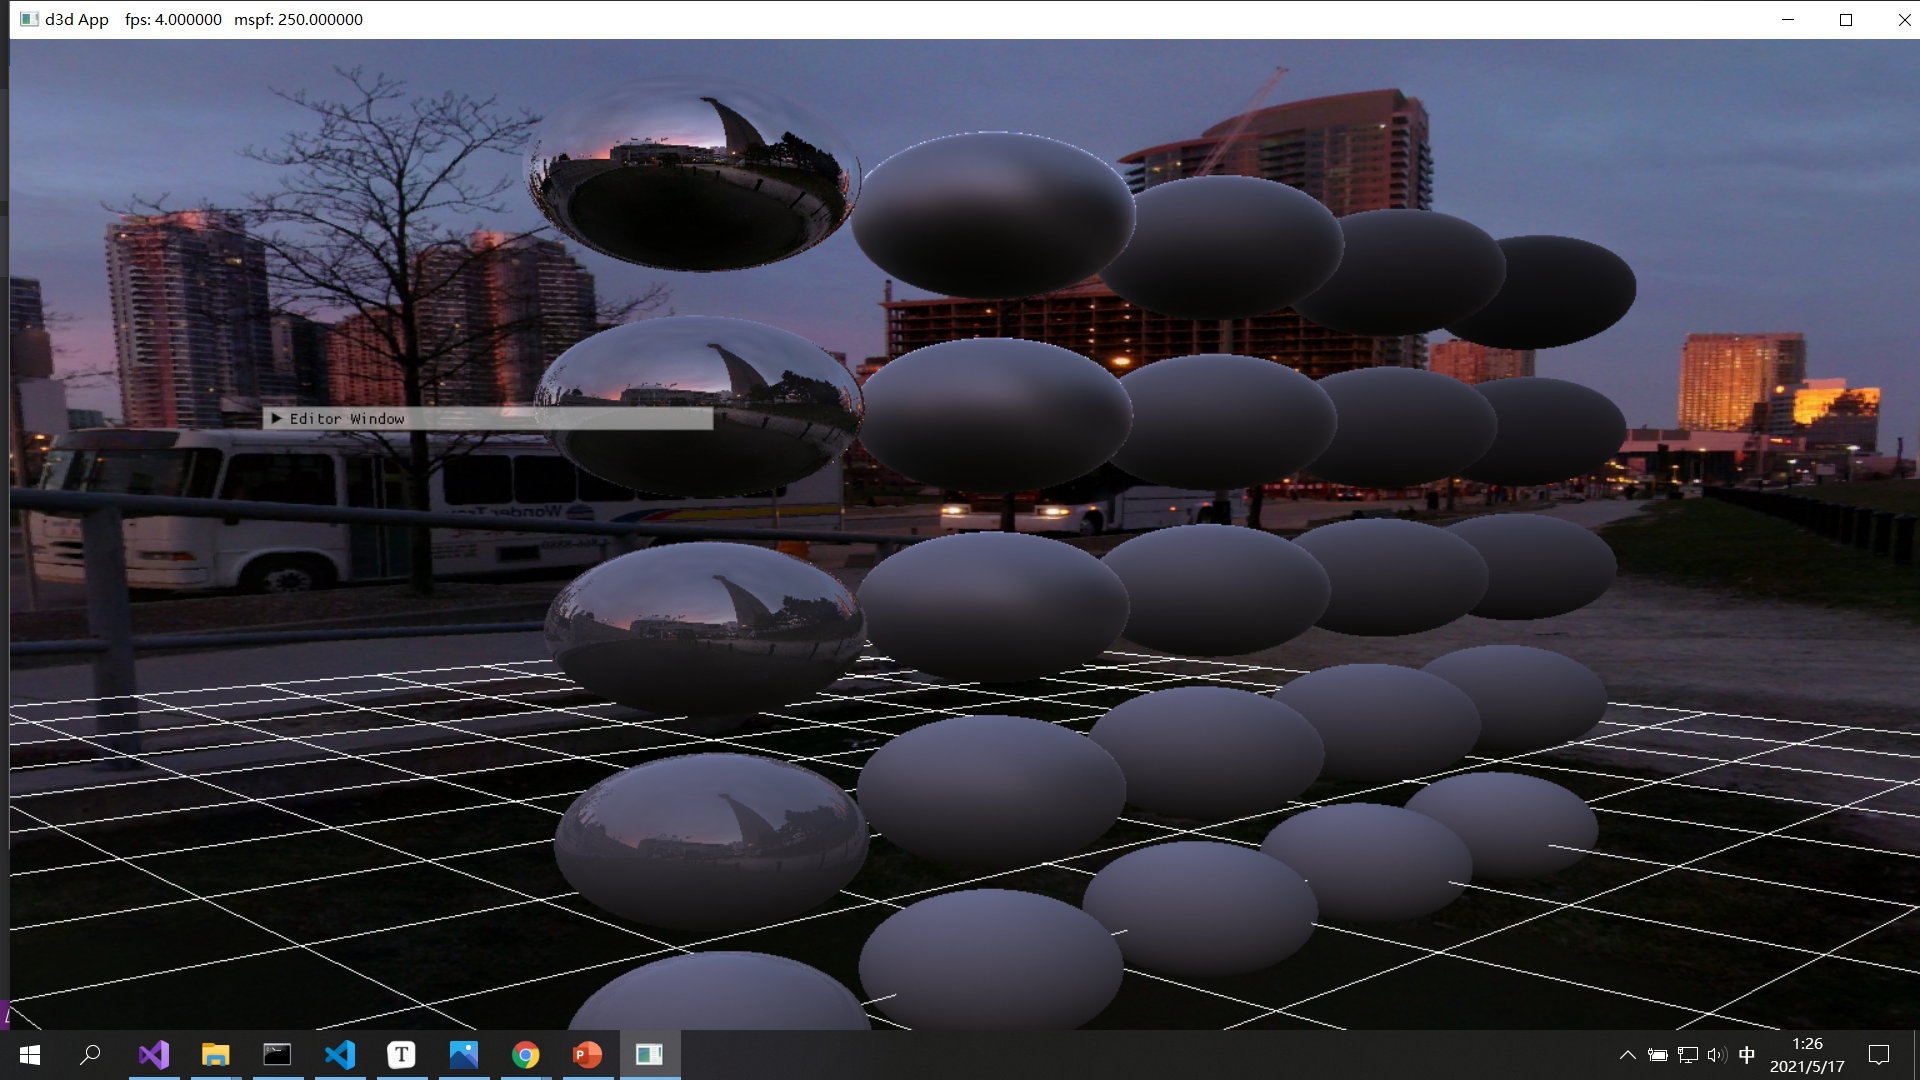 d3d App fps: 4.000000 mspf: 250.000000
Editor Window
T
P
中
1:26
2021/5/17